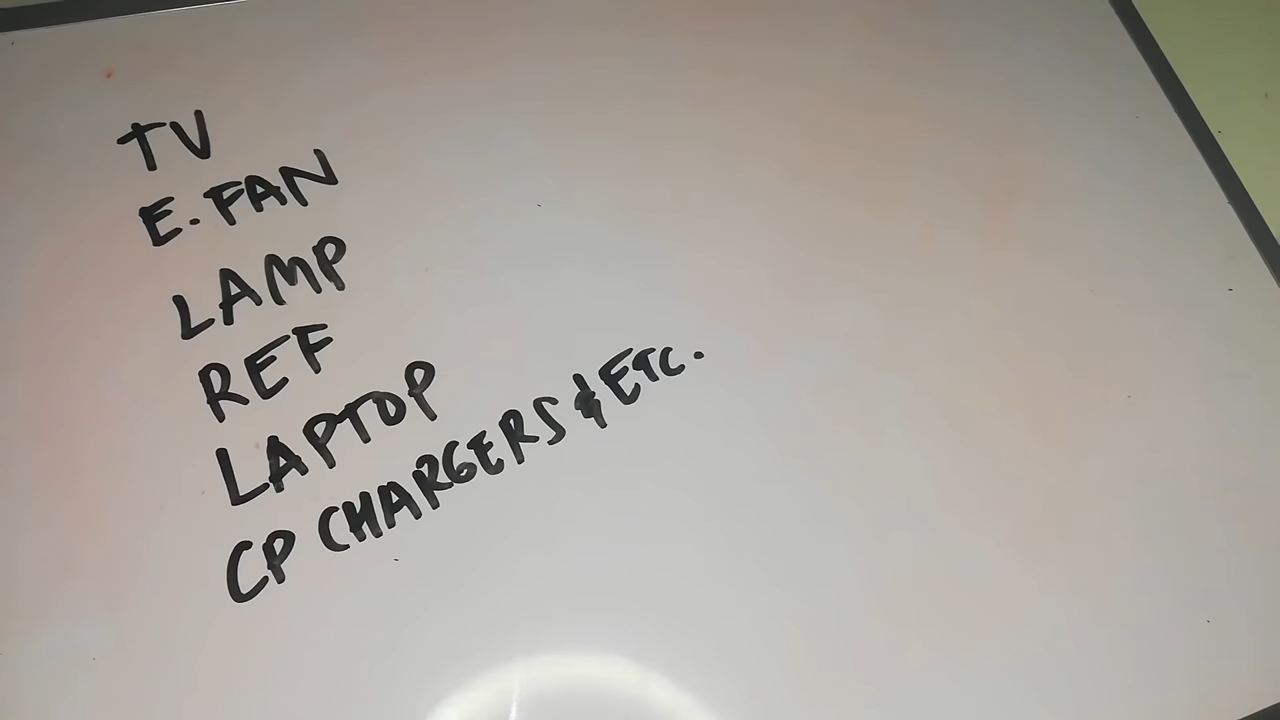 TV
E. FAN
LAMP
REF
LAPTOP
CP CHARGERS & ETC.